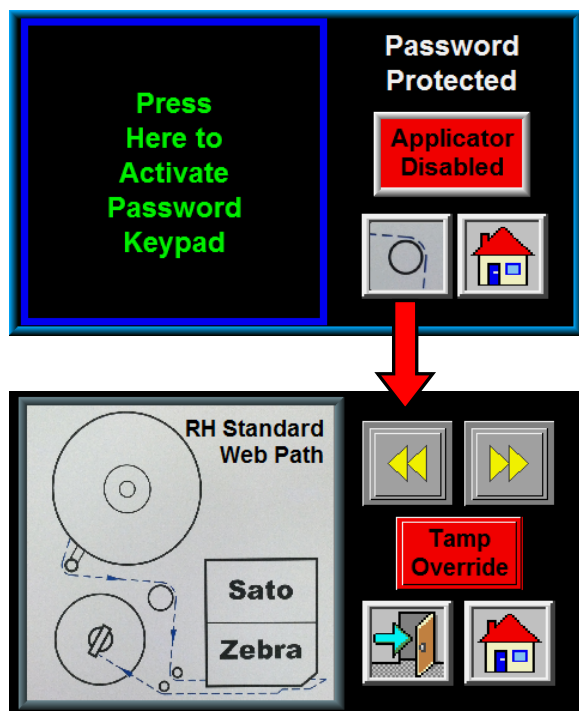 Press
Here to
Activate
Password
Keypad
Password
Protected
Applicator
Disabled
RH Standard
Web Path
Sato
Zebra
Tamp
Override